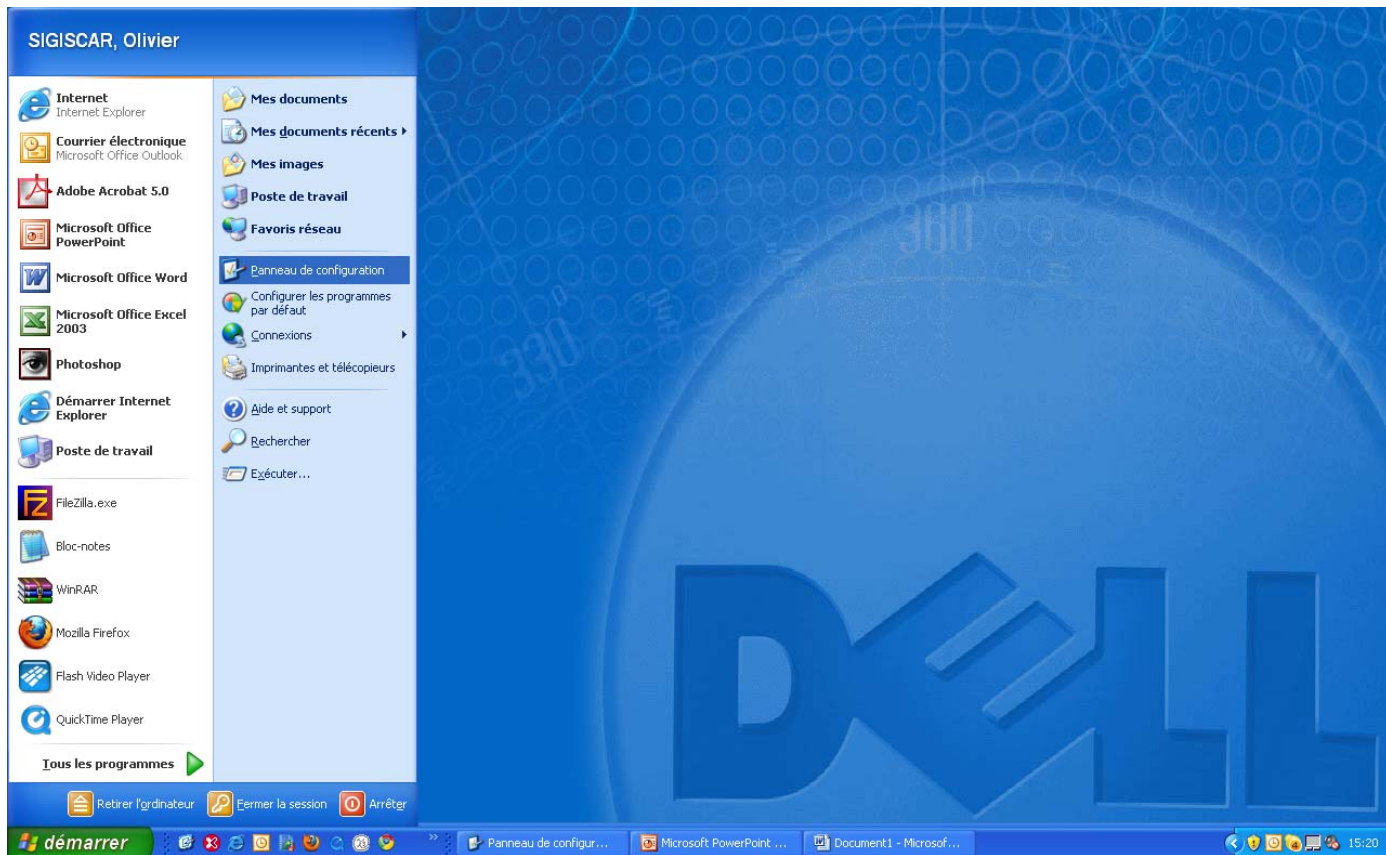 SIGISCAR, Olivier
Internet
Internet Explorer
Courrier électronique
Microsoft Office Outlook
Adobe Acrobat 5.0
Microsoft Office
PowerPoint
Microsoft Office Word
Microsoft Office Excel
2003
Photoshop
Démarrer Internet
Explorer
Poste de travail
FileZilla.exe
Bloc-notes
WinRAR
Mozilla Firefox
Flash Video Player
QuickTime Player
Tous les programmes
Mes documents
Mes documents récents
Mes images
Poste de travail
Favoris réseau
Panneau de configuration
Configurer les programmes
par défaut
Connexions
Imprimantes et télécopieurs
Aide et support
Rechercher
Exécuter...
Retirer l'ordinateur
Fermer la session
Arrêter
360
330
DELL
démarrer
Panneau de configur...
Microsoft PowerPoint ...
Document1 - Microsof...
15:20